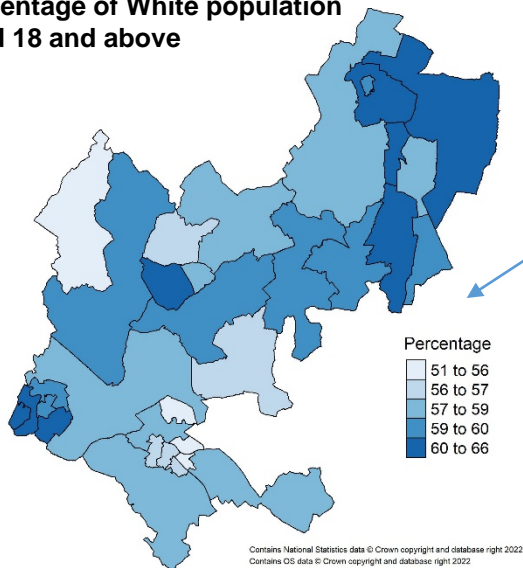 entage of White population
18 and above
Percentage
51 to 56
56 to 57
57 to 59
59 to 60
60 to 66
Contains National Statistics data © Crown copyright and database right 2022
Contains OS data © Crown copyright and database right 2022